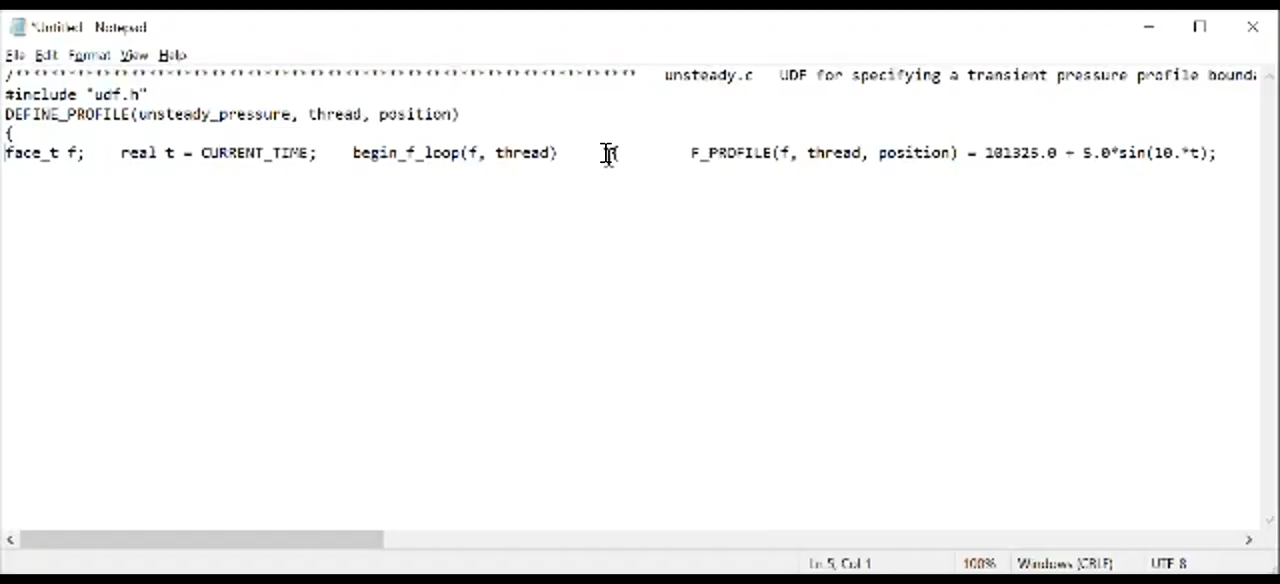 *Untitled - Notepad
File Edit Format View Help
/*********************************************************************** unsteady.c UDF for specifying a transient pressure profile bounda
#include "udf.h"
DEFINE_PROFILE(unsteady_pressure, thread, position)
{
face_t f; real t = CURRENT_TIME; begin_f_loop(f, thread) { F_PROFILE(f, thread, position) = 101325.0 + 5.0*sin(10.*t);
Ln 5, Col 1 100% Windows (CRLF) UTF-8